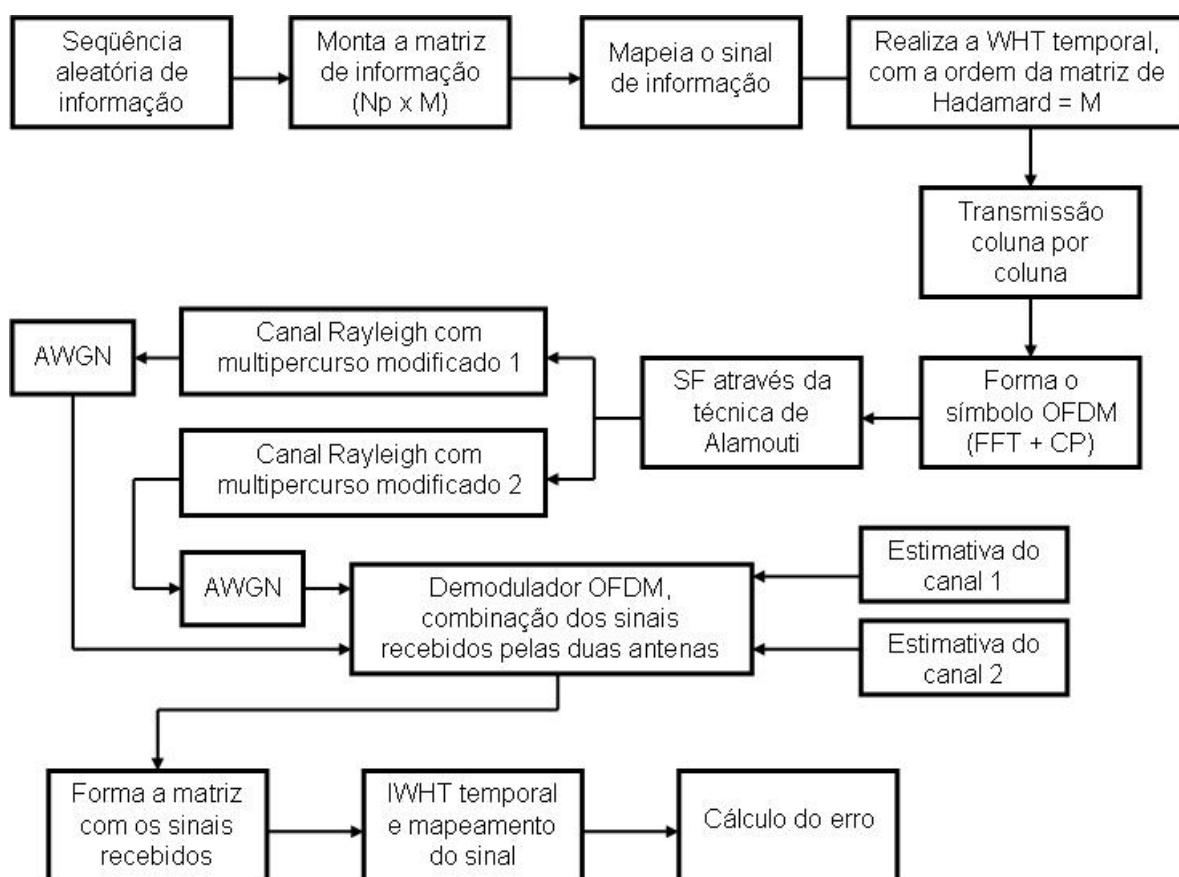 Seqüência
aleatória de
informação
Monta a matriz
de informação
(Np x M)
Mapeia o sinal
de informação
Realiza a WHT temporal,
com a ordem da matriz de
Hadamard = M
Transmissão
coluna por
coluna
Forma o
símbolo OFDM
(FFT + CP)
SF através da
técnica de
Alamouti
Canal Rayleigh com
multipercurso modificado 1
AWGN
Canal Rayleigh com
multipercurso modificado 2
AWGN
Demodulador OFDM,
combinação dos sinais
recebidos pelas duas antenas
Estimativa do
canal 1
Estimativa do
canal 2
Forma a matriz
com os sinais
recebidos
IWHT temporal
e mapeamento
do sinal
Cálculo do erro